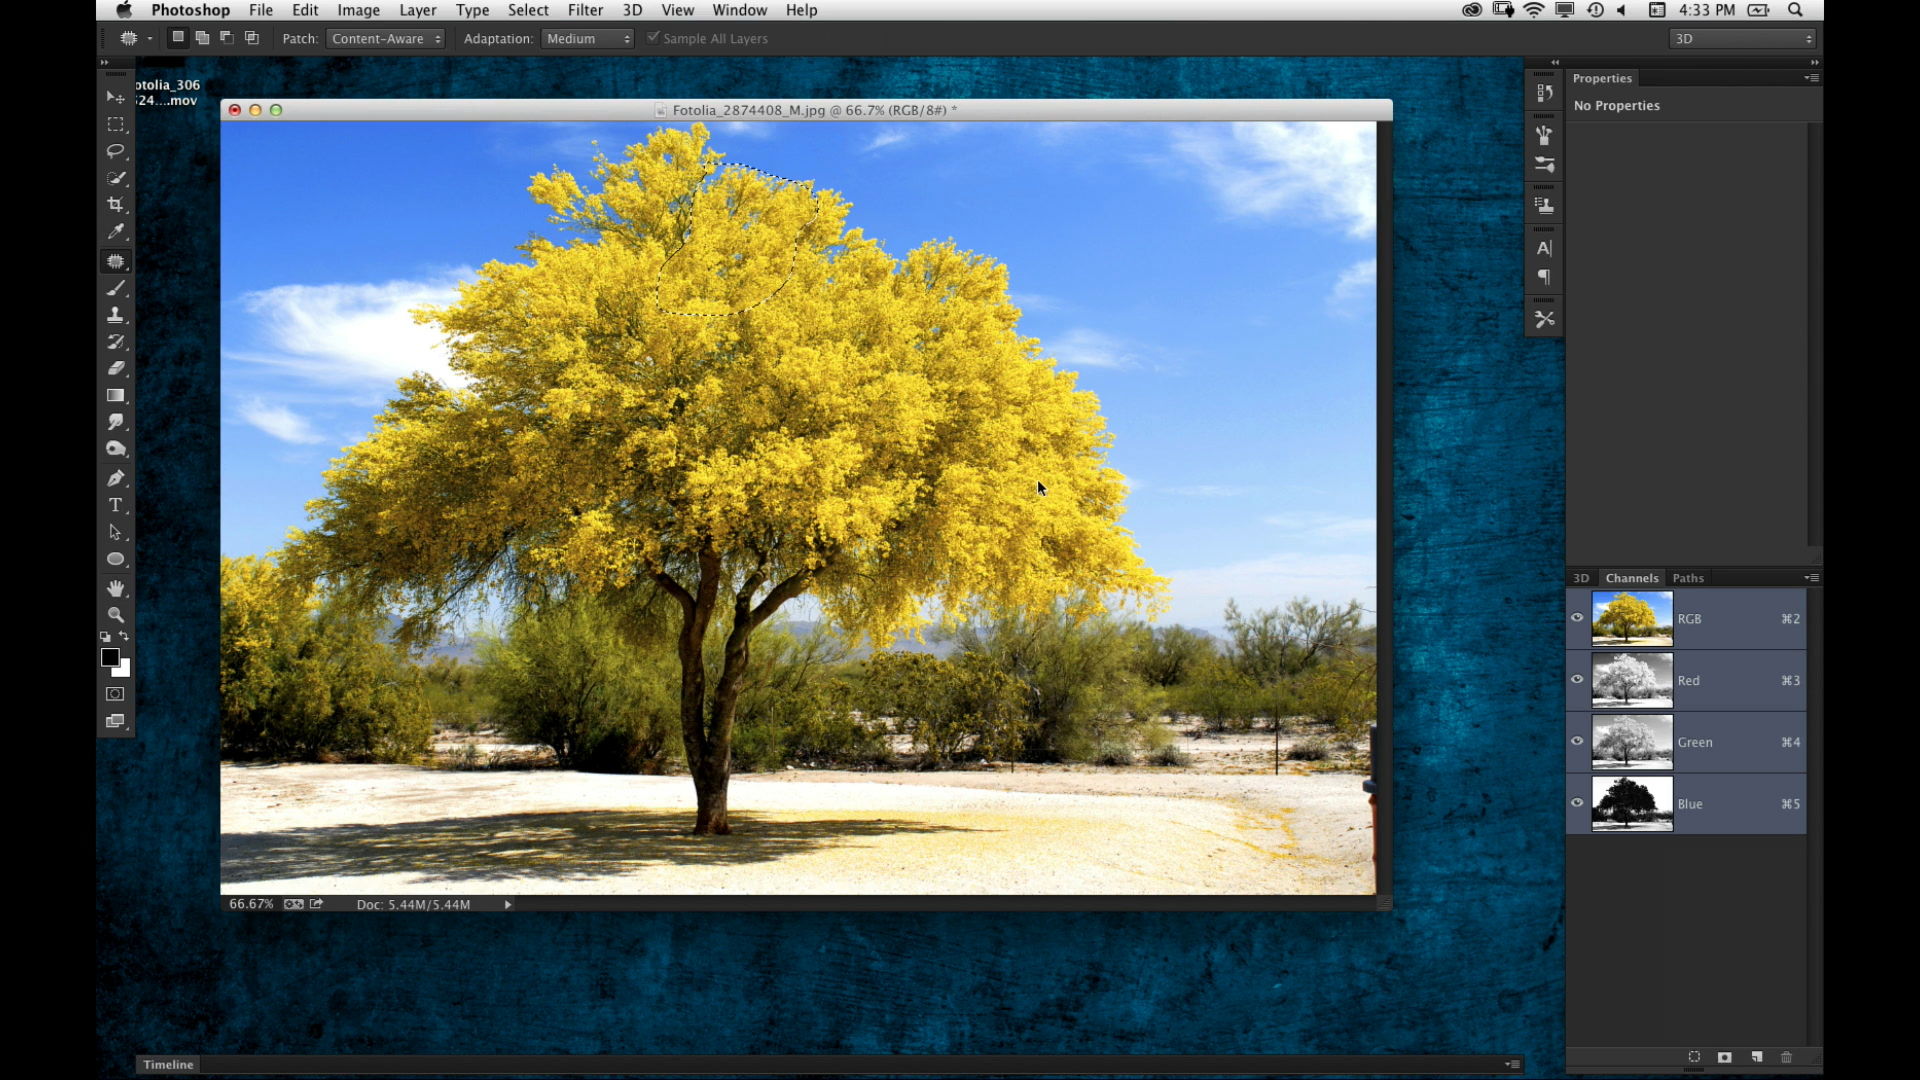 Photoshop File Edit Image Layer Type Select Filter 3D View Window Help 4:33 PM
Patch: Content-Aware Adaptation: Medium Sample All Layers 3D
otolia_306
524....mov
Fotolia_2874408_M.jpg @ 66.7% (RGB/8#) *
Properties
No Properties
3D Channels Paths
RGB ⌘2
Red ⌘3
Green ⌘4
Blue ⌘5
66.67% Doc: 5.44M/5.44M
Timeline